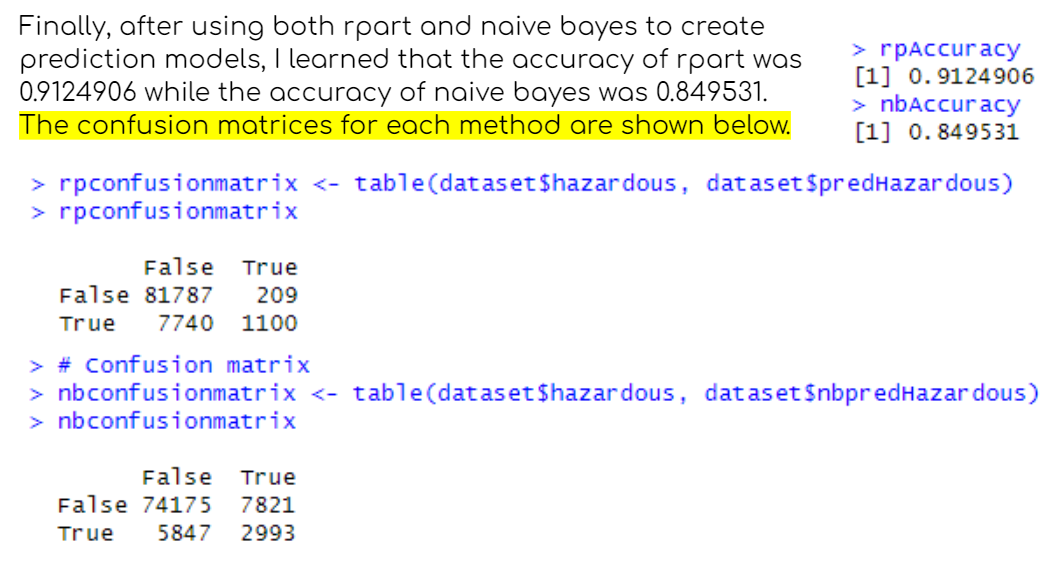 Finally, after using both rpart and naive bayes to create
prediction models, I learned that the accuracy of rpart was
0.9124906 while the accuracy of naive bayes was 0.849531.
The confusion matrices for each method are shown below.
> rpAccuracy
[1] 0.9124906
> nbAccuracy
[1] 0.849531
> rpconfusionmatrix <- table(dataset$hazardous, dataset$predHazardous)
> rpconfusionmatrix
False True
False 81787 209
True 7740 1100
> # Confusion matrix
> nbconfusionmatrix <- table(dataset$hazardous, dataset$nbpredHazardous)
> nbconfusionmatrix
False True
False 74175 7821
True 5847 2993